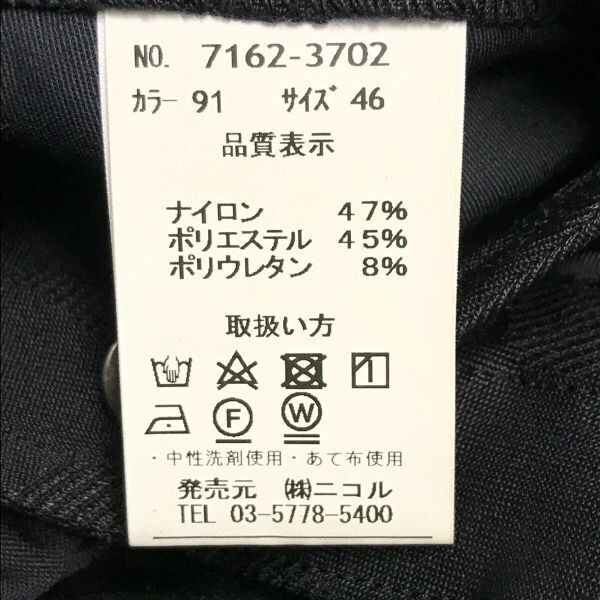 NO. 7162-3702
カラー 91 サイズ 46
品質表示
ナイロン 47%
ポリエステル 45%
ポリウレタン 8%
取扱い方
F W
・中性洗剤使用・あて布使用
発売元 ㈱ニコル
TEL 03-5778-5400